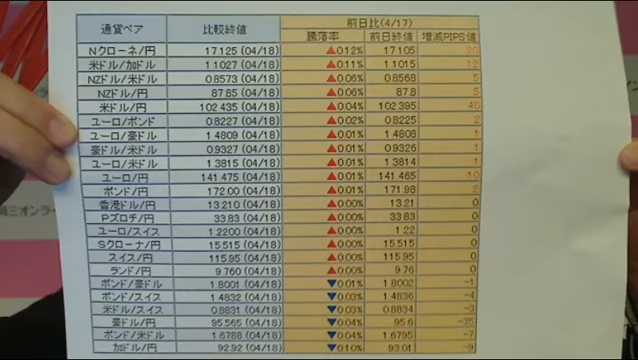 通貨ペア 比較終値 前日比(4/17)
騰落率 前日終値 増減PIPS値
Nクローネ/円 17.125 (04/18) ▲0.12% 17.105 20
米ドル/加ドル 1.1027 (04/18) ▲0.11% 1.1015 12
NZドル/米ドル 0.8573 (04/18) ▲0.06% 0.8568 5
NZドル/円 87.85 (04/18) ▲0.06% 87.8 5
米ドル/円 102.435 (04/18) ▲0.04% 102.395 40
ユーロ/ポンド 0.8227 (04/18) ▲0.02% 0.8225 2
ユーロ/豪ドル 1.4809 (04/18) ▲0.01% 1.4808 1
豪ドル/米ドル 0.9327 (04/18) ▲0.01% 0.9326 1
ユーロ/米ドル 1.3815 (04/18) ▲0.01% 1.3814 1
ユーロ/円 141.475 (04/18) ▲0.01% 141.465 10
ポンド/円 172.00 (04/18) ▲0.01% 171.98 2
香港ドル/円 13.210 (04/18) ▲0.00% 13.21 0
Pズロチ/円 33.83 (04/18) ▲0.00% 33.83 0
ユーロ/スイス 1.2200 (04/18) ▲0.00% 1.22 0
Sクローナ/円 15.515 (04/18) ▲0.00% 15.515 0
スイス/円 115.95 (04/18) ▲0.00% 115.95 0
ランド/円 9.760 (04/18) ▲0.00% 9.76 0
ポンド/豪ドル 1.8001 (04/18) ▼0.01% 1.8002 -1
ポンド/スイス 1.4832 (04/18) ▼0.03% 1.4836 -4
米ドル/スイス 0.8831 (04/18) ▼0.03% 0.8834 -3
豪ドル/円 95.565 (04/18) ▼0.04% 95.6 -35
ポンド/米ドル 1.6788 (04/18) ▼0.04% 1.6795 -7
加ドル/円 92.92 (04/18) ▼0.10% 93.01 -9